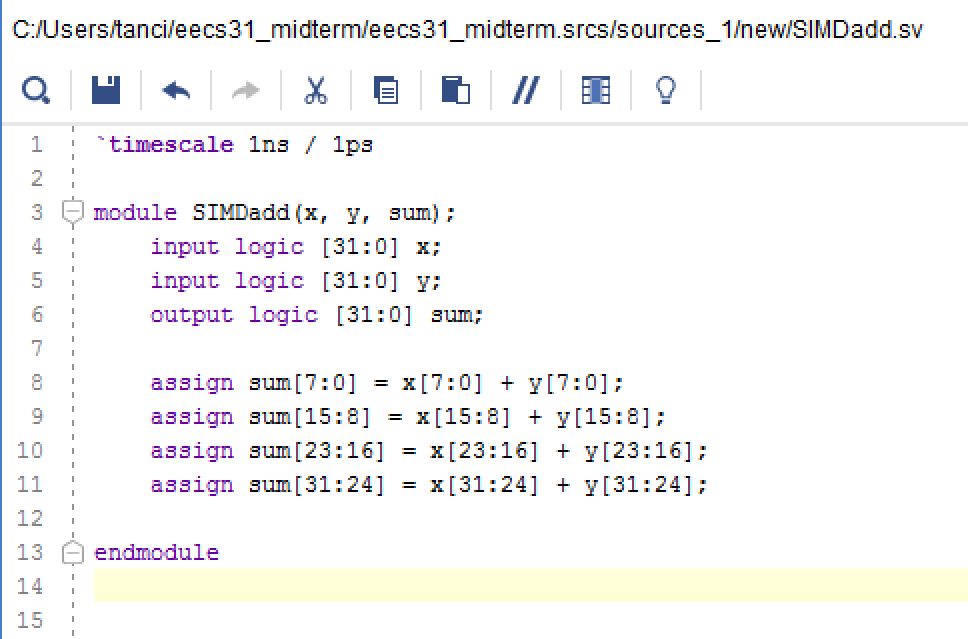 C:/Users/tanci/eecs31_midterm/eecs31_midterm.srcs/sources_1/new/SIMDadd.sv
1 `timescale 1ns / 1ps
2
3 module SIMDadd(x, y, sum);
4     input logic [31:0] x;
5     input logic [31:0] y;
6     output logic [31:0] sum;
7
8     assign sum[7:0] = x[7:0] + y[7:0];
9     assign sum[15:8] = x[15:8] + y[15:8];
10     assign sum[23:16] = x[23:16] + y[23:16];
11     assign sum[31:24] = x[31:24] + y[31:24];
12
13 endmodule
14
15